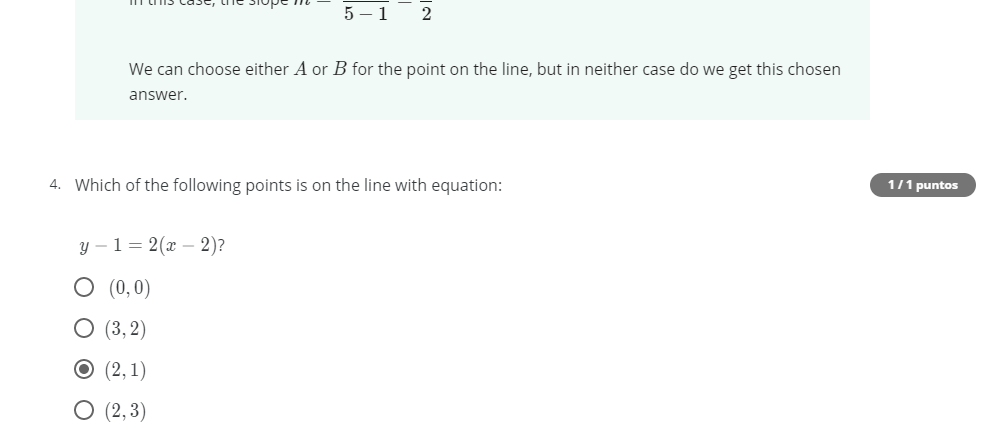 5 − 1 2
We can choose either A or B for the point on the line, but in neither case do we get this chosen
answer.
4. Which of the following points is on the line with equation:
1 / 1 puntos
y − 1 = 2(x − 2)?
(0, 0)
(3, 2)
(2, 1)
(2, 3)